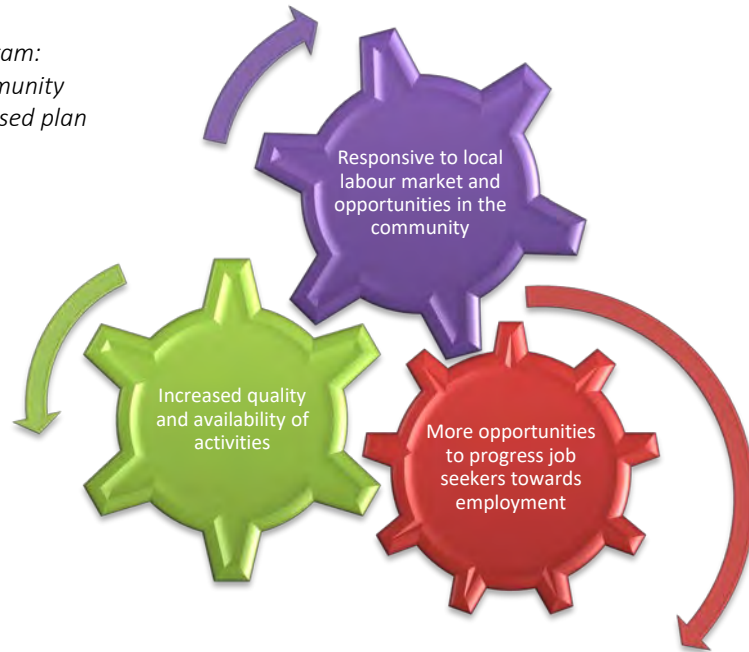 Responsive to local
labour market and
opportunities in the
community
Increased quality
and availability of
activities
More opportunities
to progress job
seekers towards
employment
plan